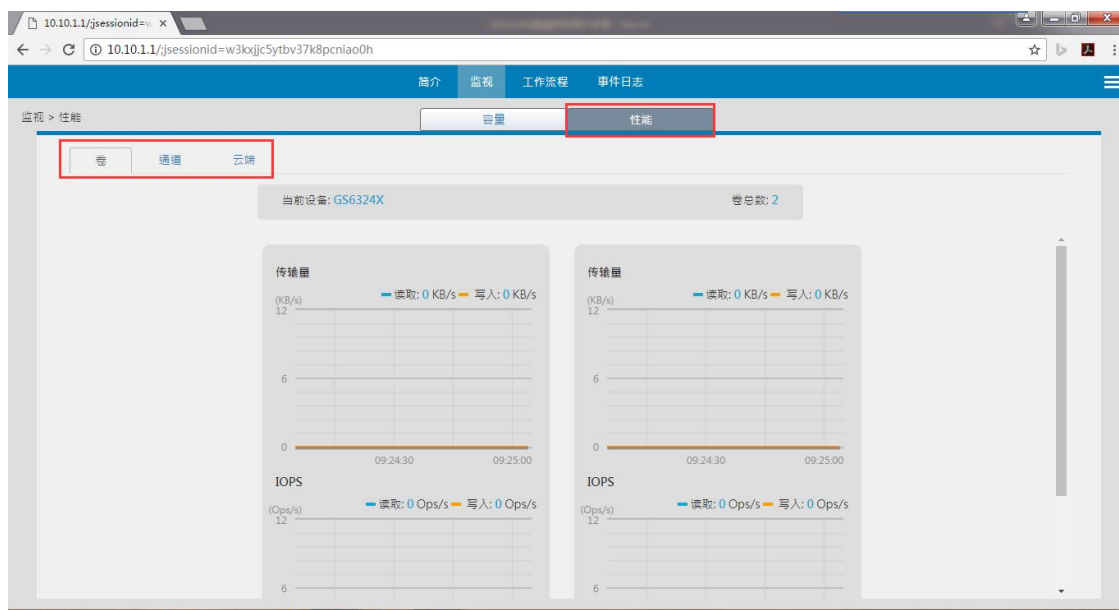 10.10.1.1/;jsessionid=w
10.10.1.1/;jsessionid=w3kxjjc5ytbv37k8pcniao0h
简介 监视 工作流程 事件日志
监视 > 性能
容量 性能
卷 通道 云端
当前设备: GS6324X 卷总数: 2
传输量 传输量
(KB/s) 读取: 0 KB/s 写入: 0 KB/s (KB/s) 读取: 0 KB/s 写入: 0 KB/s
12 12
6 6
0 0
09:24:30 09:25:00 09:24:30 09:25:00
IOPS IOPS
(Ops/s) 读取: 0 Ops/s 写入: 0 Ops/s (Ops/s) 读取: 0 Ops/s 写入: 0 Ops/s
12 12
6 6